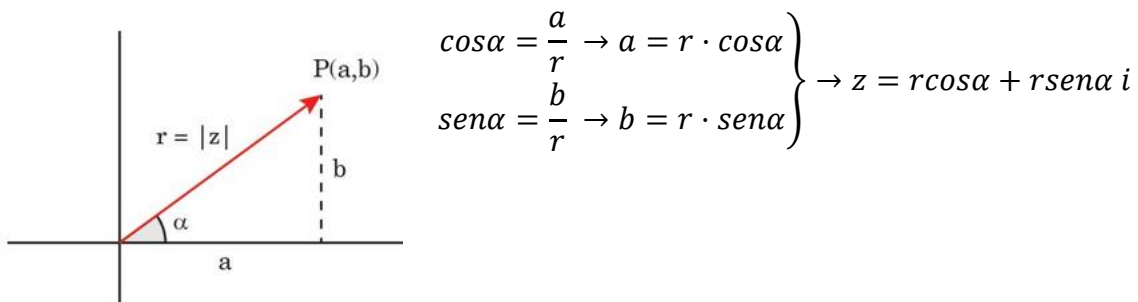 P(a,b)
r = |z|
b
α
a
cosα = a/r → a = r · cosα
senα = b/r → b = r · senα
} → z = rcosα + rsenα i